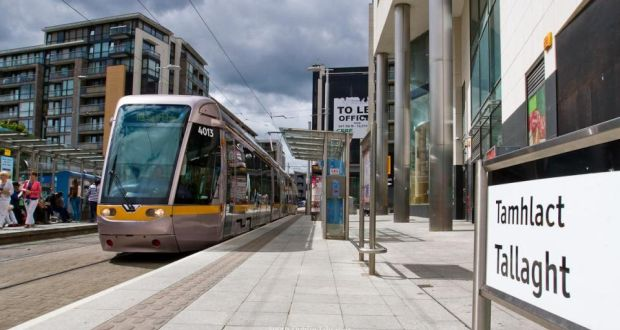 4013
TO LET
OFFICE
Tamhlact
Tallaght